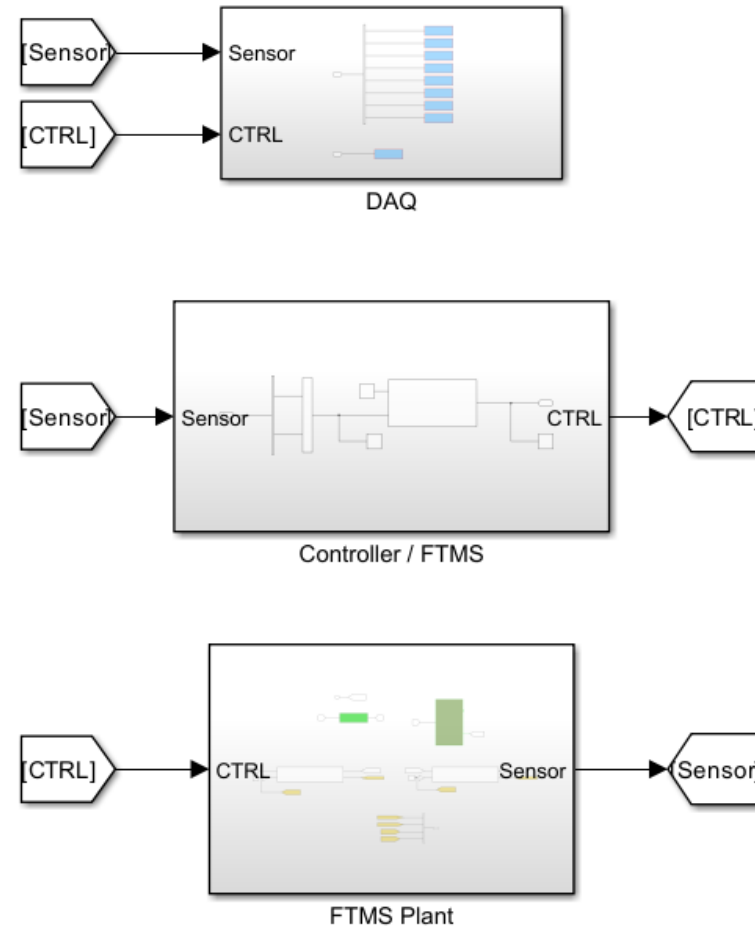 [Sensor]
Sensor
[CTRL]
CTRL
DAQ
[Sensor]
Sensor
CTRL
[CTRL]
Controller / FTMS
[CTRL]
CTRL
Sensor
[Sensor]
FTMS Plant